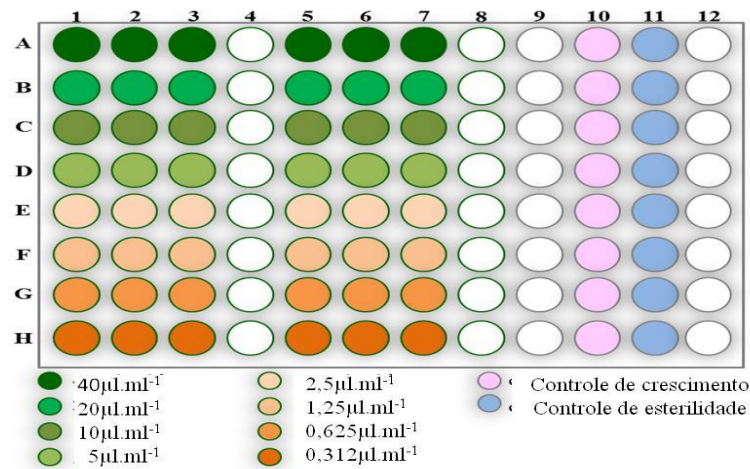 1 2 3 4 5 6 7 8 9 10 11 12
A
B
C
D
E
F
G
H
40µl.ml⁻¹ 2,5µl.ml⁻¹ Controle de crescimento
20µl.ml⁻¹ 1,25µl.ml⁻¹ Controle de esterilidade
10µl.ml⁻¹ 0,625µl.ml⁻¹
5µl.ml⁻¹ 0,312µl.ml⁻¹